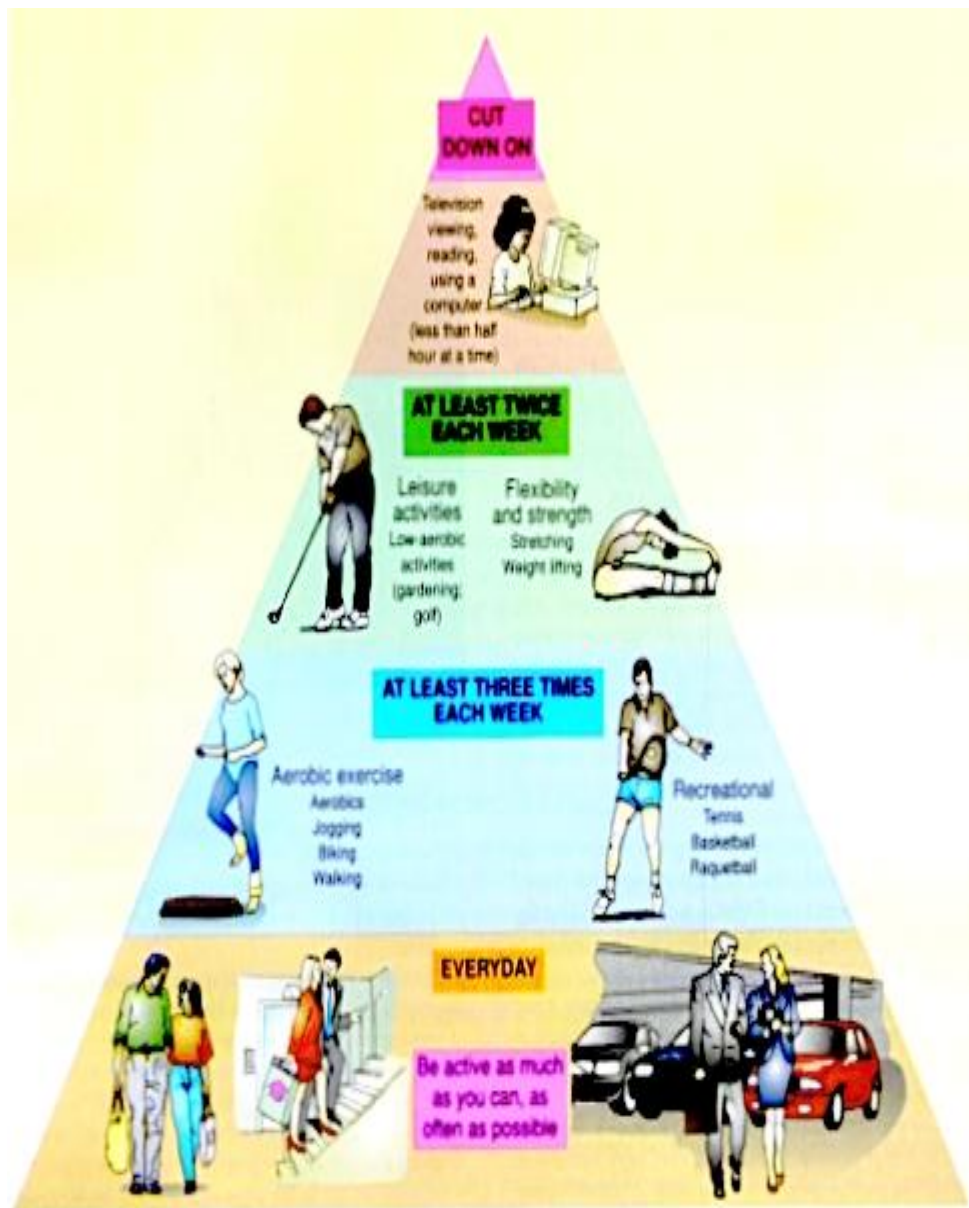 CUT
DOWN ON
Television
viewing,
reading,
using a
computer
(less than half
hour at a time)
AT LEAST TWICE
EACH WEEK
Leisure
activities
Low-aerobic
activities
(gardening;
golf)
Flexibility
and strength
Stretching
Weight lifting
AT LEAST THREE TIMES
EACH WEEK
Aerobic exercise
Aerobics
Jogging
Biking
Walking
Recreational
Tennis
Basketball
Raquetball
EVERYDAY
Be active as much
as you can, as
often as possible